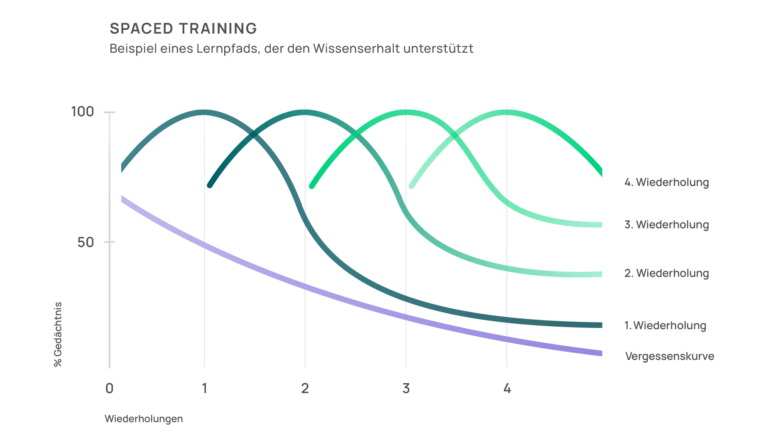 SPACED TRAINING
Beispiel eines Lernpfads, der den Wissenserhalt unterstützt
100
50
% Gedächtnis
4. Wiederholung
3. Wiederholung
2. Wiederholung
1. Wiederholung
Vergessenskurve
0 1 2 3 4
Wiederholungen